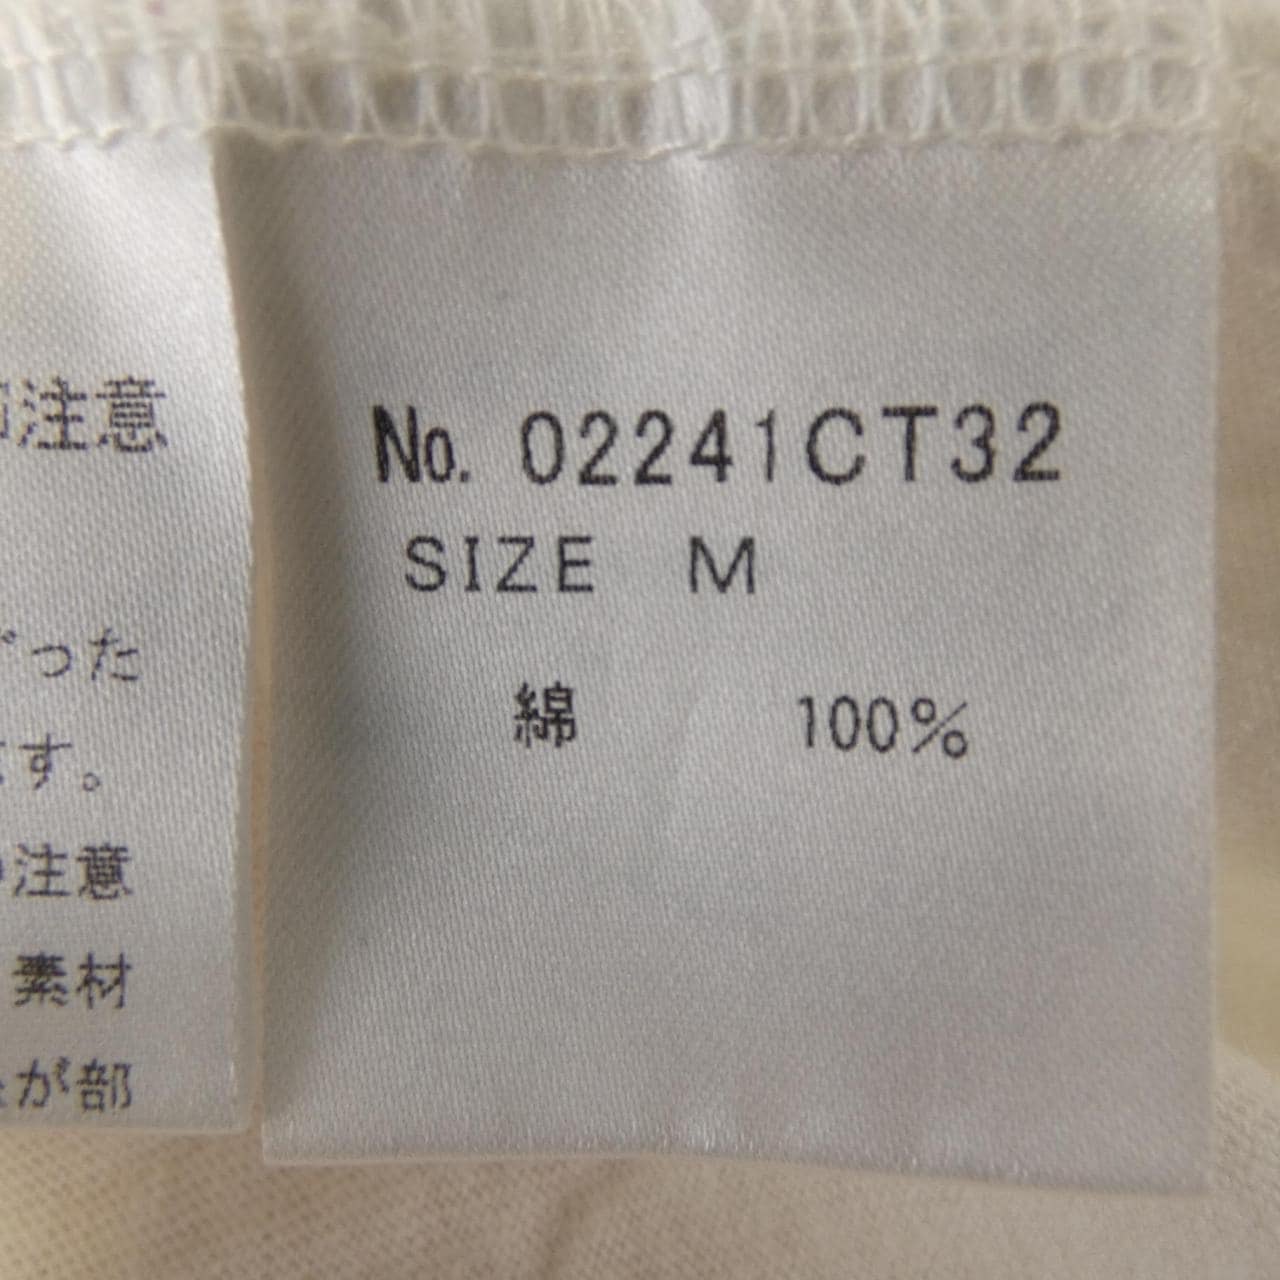 注意
った
す。
注意
素材
が部
No. 02241CT32
SIZE M
綿 100%